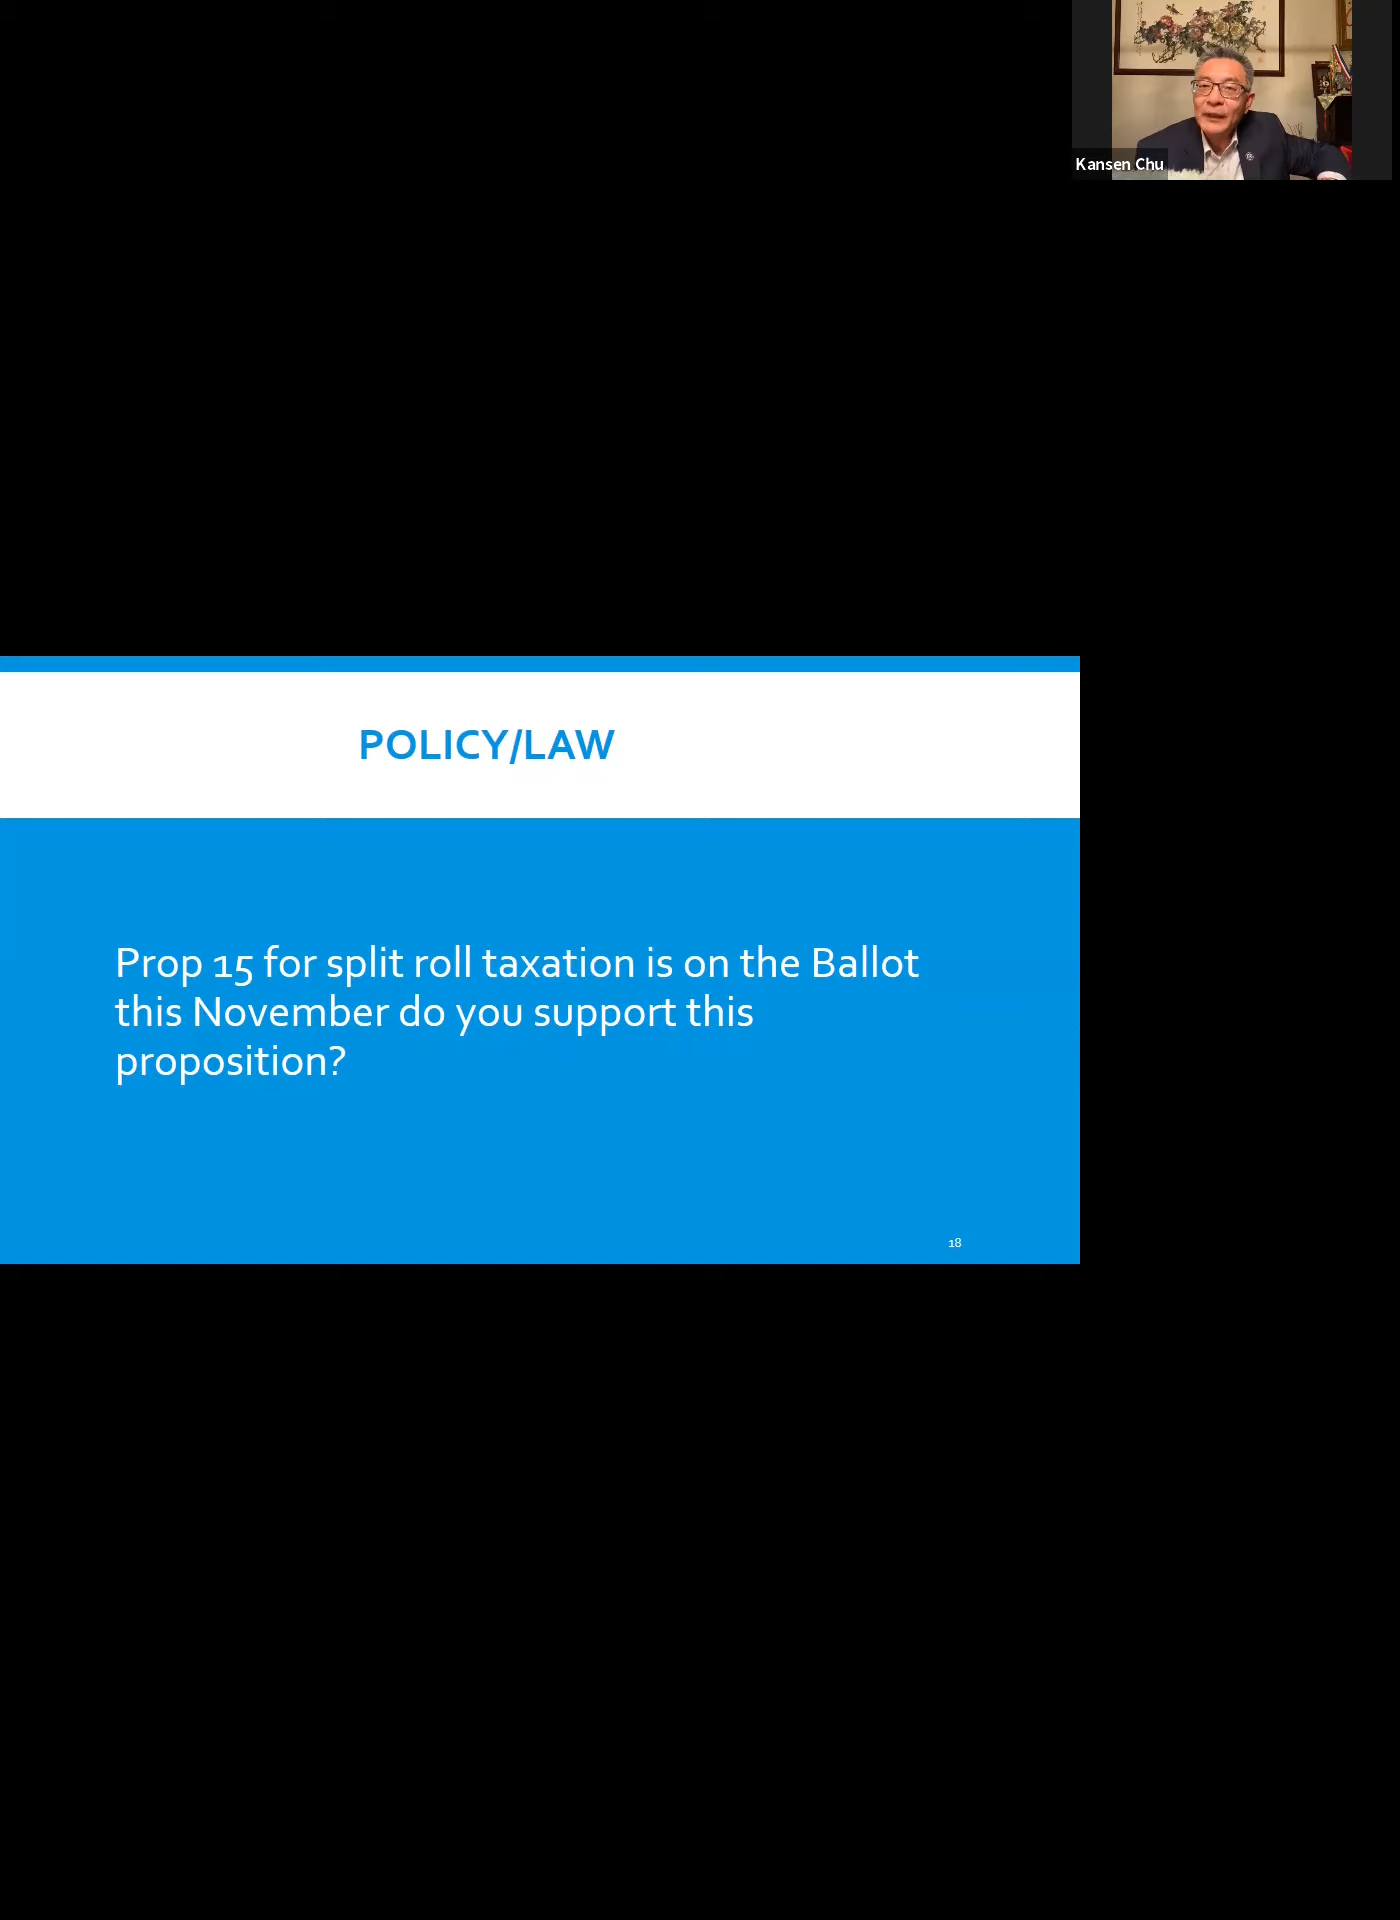 Kansen Chu
POLICY/LAW
Prop 15 for split roll taxation is on the Ballot
this November do you support this
proposition?
18